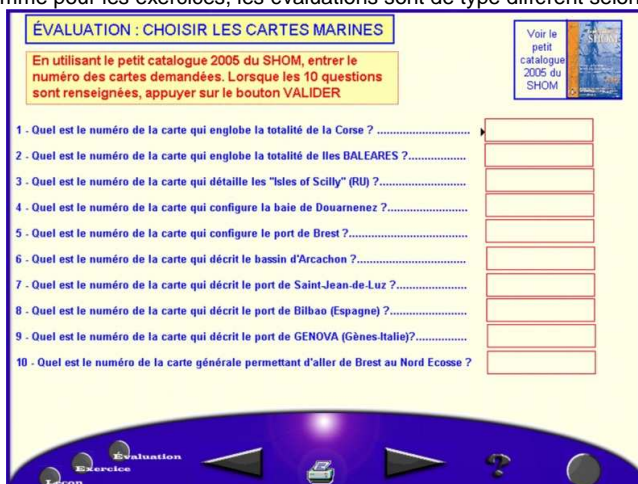 mme pour les exercices, les évaluations sont de type différent selon
ÉVALUATION : CHOISIR LES CARTES MARINES
En utilisant le petit catalogue 2005 du SHOM, entrer le
numéro des cartes demandées. Lorsque les 10 questions
sont renseignées, appuyer sur le bouton VALIDER
Voir le
petit
catalogue
2005 du
SHOM
SHOM
1 - Quel est le numéro de la carte qui englobe la totalité de la Corse ? ..............................
2 - Quel est le numéro de la carte qui englobe la totalité de Iles BALEARES ?...................
3 - Quel est le numéro de la carte qui détaille les "Isles of Scilly" (RU) ?............................
4 - Quel est le numéro de la carte qui configure la baie de Douarnenez ?..........................
5 - Quel est le numéro de la carte qui configure le port de Brest ?......................................
6 - Quel est le numéro de la carte qui décrit le bassin d'Arcachon ?...................................
7 - Quel est le numéro de la carte qui décrit le port de Saint-Jean-de-Luz ?.......................
8 - Quel est le numéro de la carte qui décrit le port de Bilbao (Espagne) ?.........................
9 - Quel est le numéro de la carte qui décrit le port de GENOVA (Gènes-Italie)?.................
10 - Quel est le numéro de la carte générale permettant d'aller de Brest au Nord Ecosse ?
Évaluation
Exercice
Leçon
?